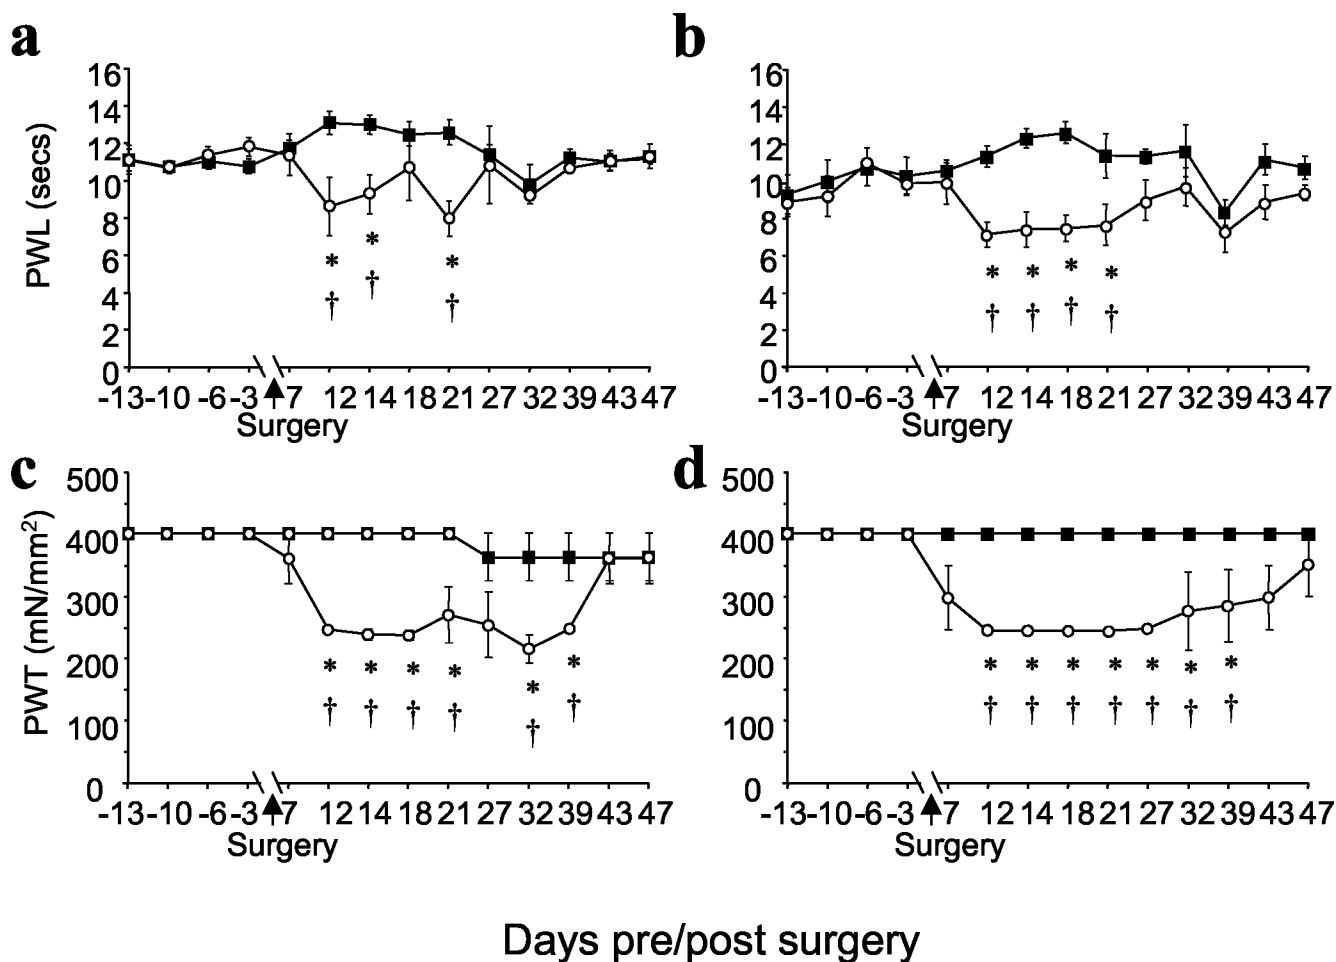 a
b
PWL (secs)
16
14
12
10
8
6
4
2
0
* * *
† † †
-13 -10 -6 -3 7 12 14 18 21 27 32 39 43 47
Surgery
16
14
12
10
8
6
4
2
0
* * * *
† † † †
-13 -10 -6 -3 7 12 14 18 21 27 32 39 43 47
Surgery
c
d
PWT (mN/mm²)
500
400
300
200
100
0
* * * * * *
† † † † † †
-13 -10 -6 -3 7 12 14 18 21 27 32 39 43 47
Surgery
500
400
300
200
100
0
* * * * * * *
† † † † † † †
-13 -10 -6 -3 7 12 14 18 21 27 32 39 43 47
Surgery
Days pre/post surgery